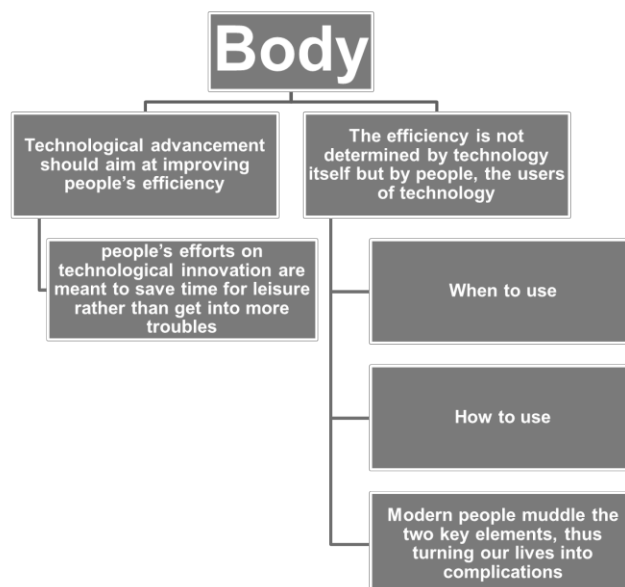 Body
Technological advancement
should aim at improving
people's efficiency
people's efforts on
technological innovation are
meant to save time for leisure
rather than get into more
troubles
The efficiency is not
determined by technology
itself but by people, the users
of technology
When to use
How to use
Modern people muddle the
two key elements, thus
turning our lives into
complications